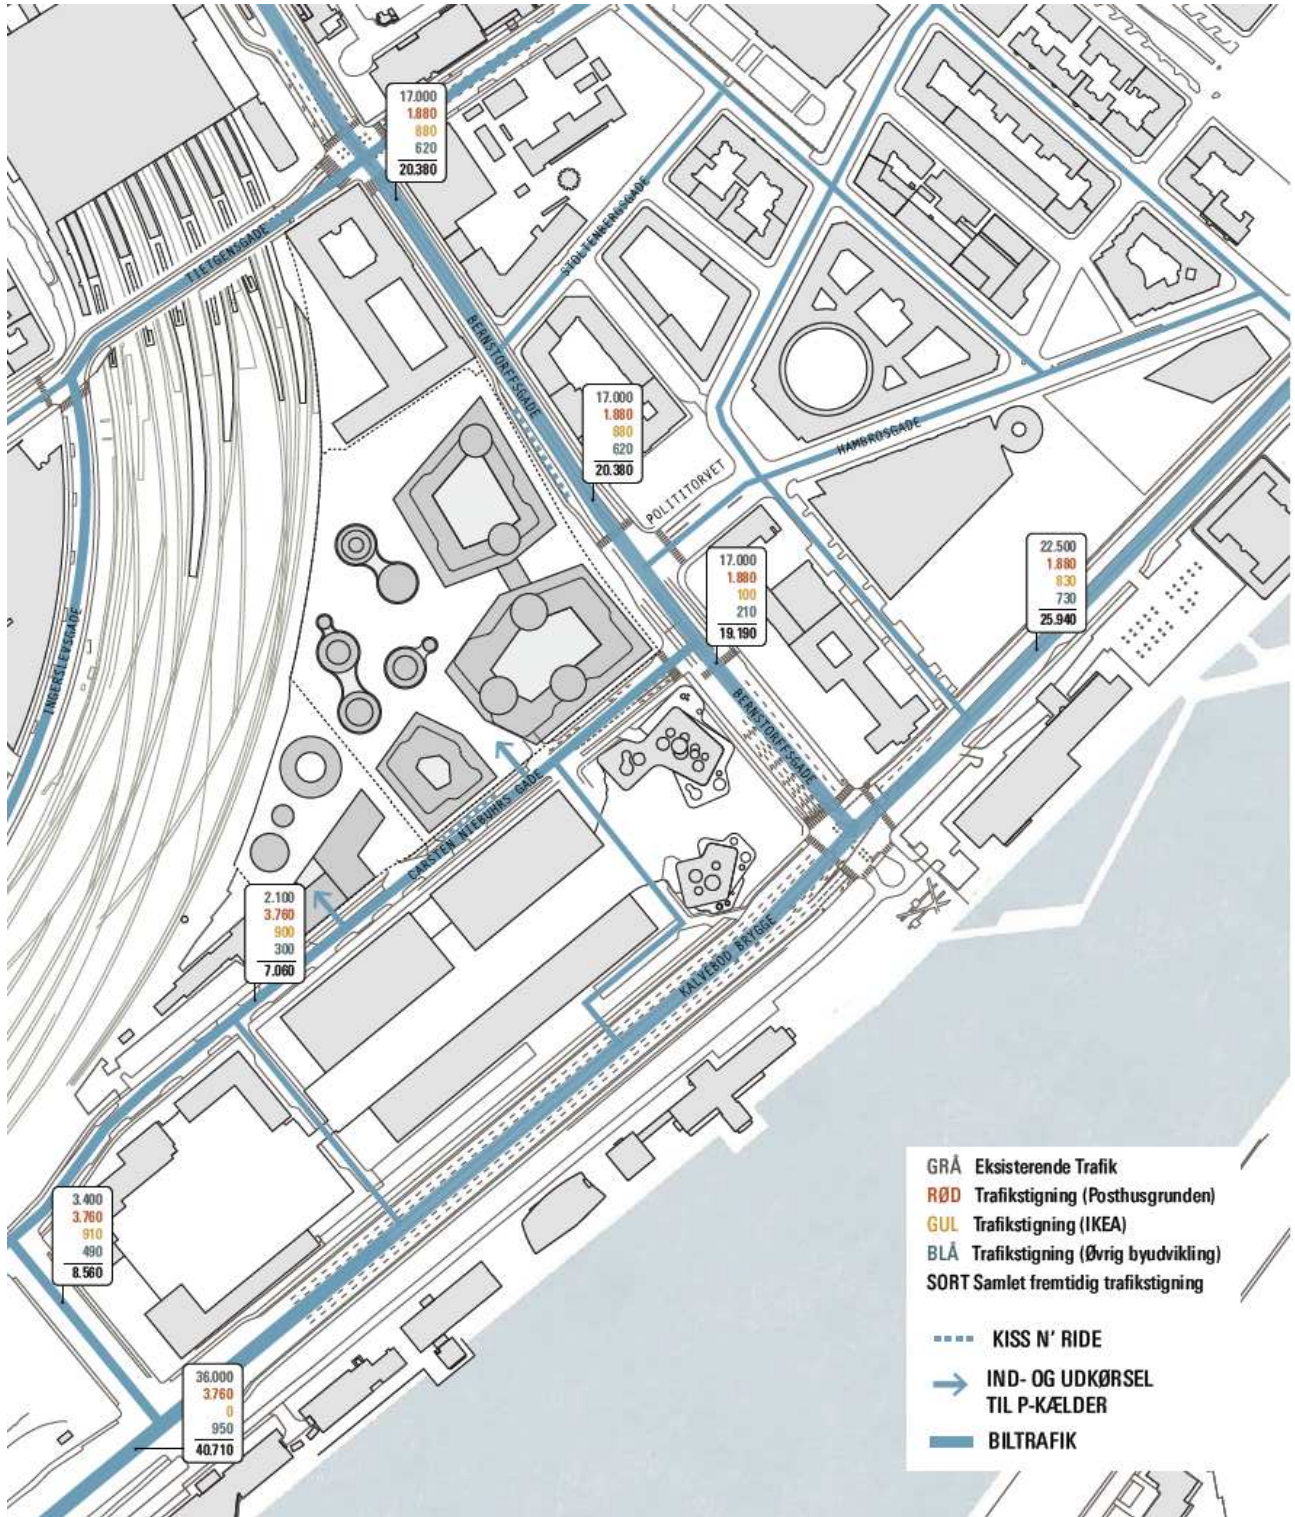 17.000
1.880
880
620
20.380
TIETGENSGADE
STOLTENBERGSGADE
BERNSTORFFSGADE
17.000
1.880
880
620
20.380
HAMBROSGADE
POLITITORVET
17.000
1.880
100
210
19.190
22.500
1.880
830
730
25.940
INGERSLEVSGADE
BERNSTORFFSGADE
CARSTEN NIEBUHRS GADE
2.100
3.760
900
300
7.060
KALVEBOD BRYGGE
3.400
3.760
910
490
8.560
36.000
3.760
0
950
40.710
GRÅ Eksisterende Trafik
RØD Trafikstigning (Posthusgrunden)
GUL Trafikstigning (IKEA)
BLÅ Trafikstigning (Øvrig byudvikling)
SORT Samlet fremtidig trafikstigning
KISS N' RIDE
IND- OG UDKØRSEL
TIL P-KÆLDER
BILTRAFIK